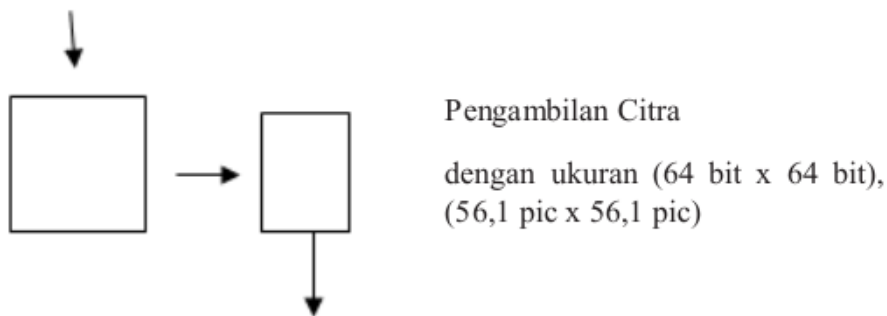 Pengambilan Citra
dengan ukuran (64 bit x 64 bit),
(56,1 pic x 56,1 pic)